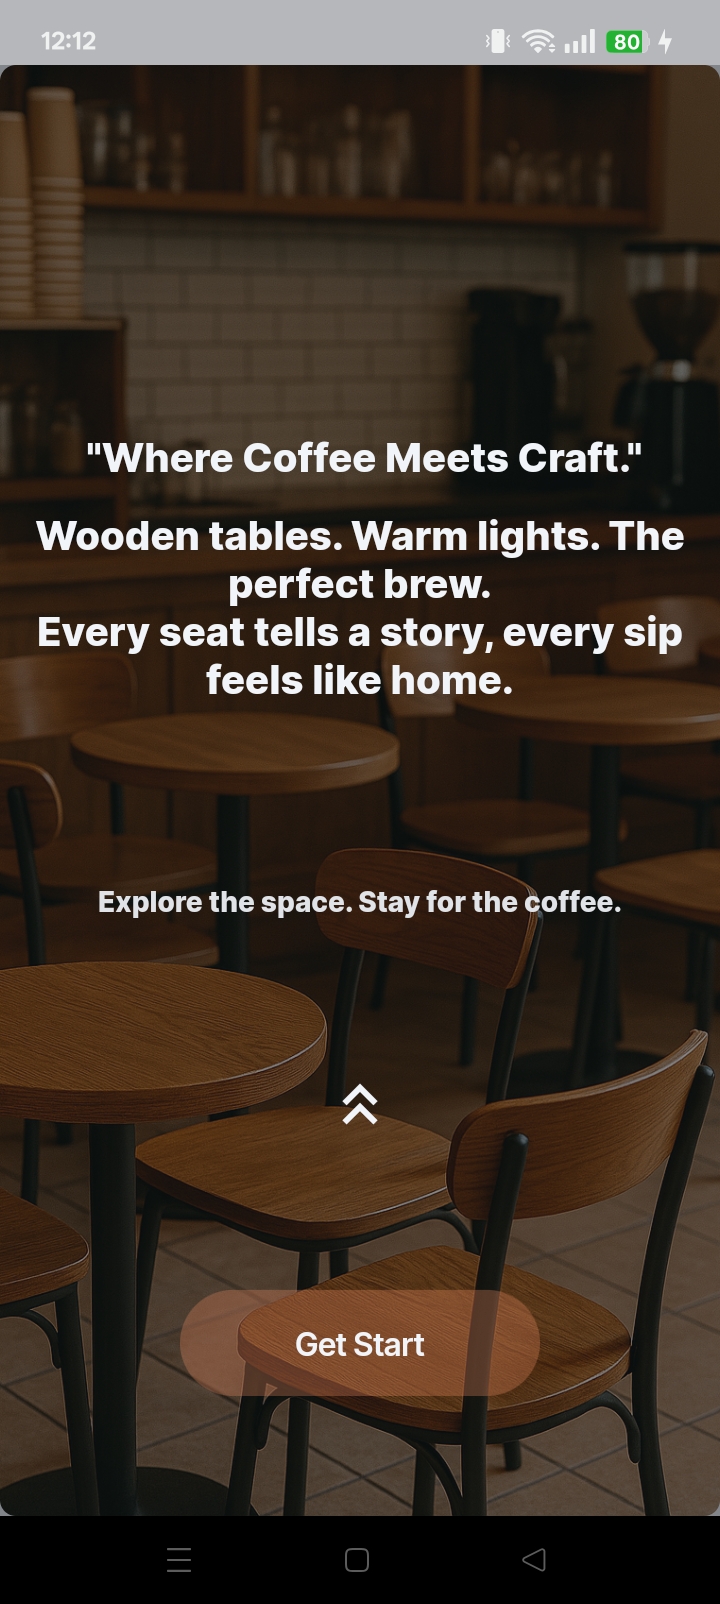 12:12
80
"Where Coffee Meets Craft."
Wooden tables. Warm lights. The
perfect brew.
Every seat tells a story, every sip
feels like home.
Explore the space. Stay for the coffee.
Get Start